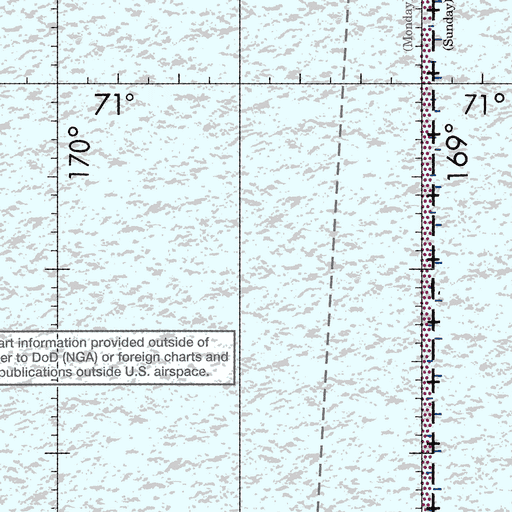 (Monday
(Sunday)
71°
71°
170°
169°
art information provided outside of
er to DoD (NGA) or foreign charts and
publications outside U.S. airspace.